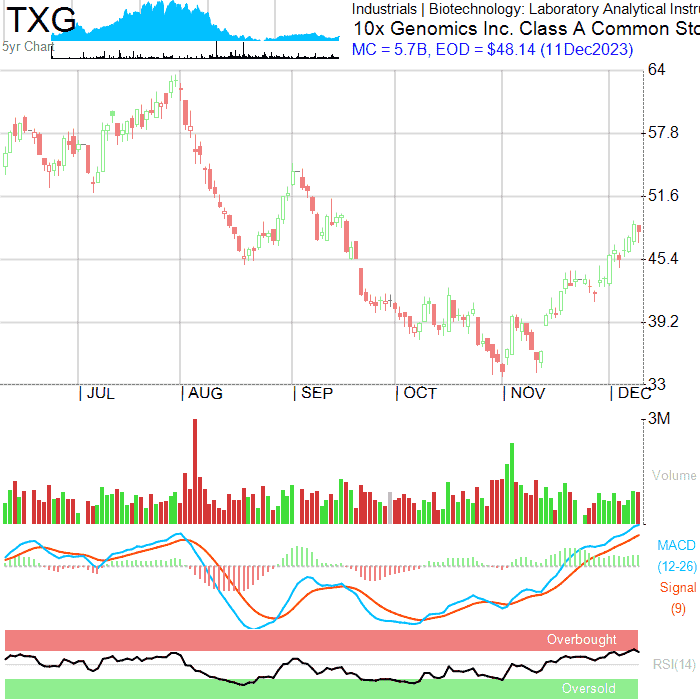 TXG
5yr Chart
Industrials | Biotechnology: Laboratory Analytical Instru
10x Genomics Inc. Class A Common Sto
MC = 5.7B, EOD = $48.14 (11Dec2023)
64
57.8
51.6
45.4
39.2
33
| JUL | AUG | SEP | OCT | NOV | DEC
3M
Volume
MACD
(12-26)
Signal
(9)
Overbought
RSI(14)
Oversold